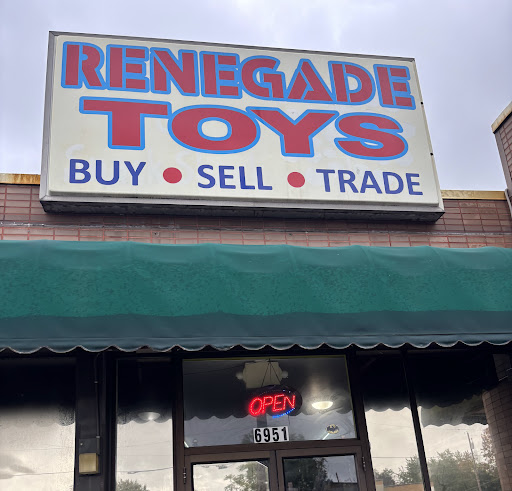 RENEGADE
TOYS
BUY • SELL • TRADE
OPEN
6951